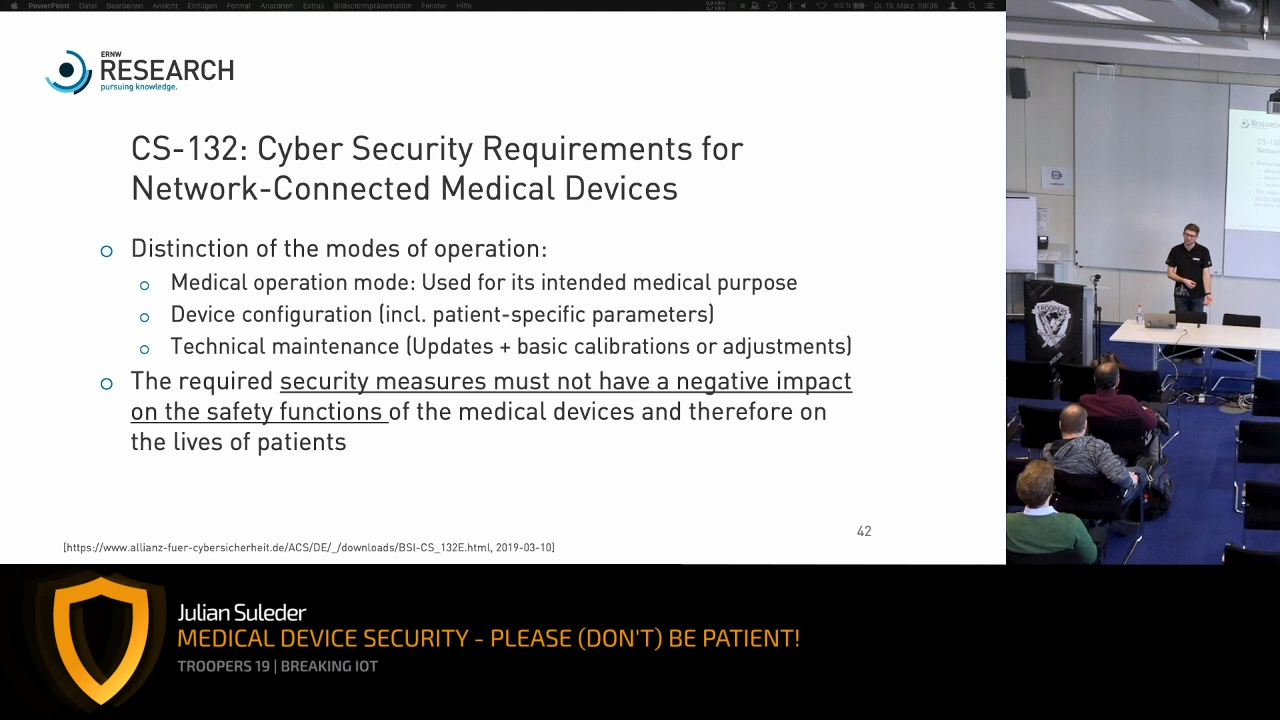 PowerPoint Datei Bearbeiten Ansicht Einfügen Format Anordnen Extras Bildschirmpräsentation Fenster Hilfe
100 % Di. 19. März 09:36
ERNW
RESEARCH
pursuing knowledge.
CS-132: Cyber Security Requirements for
Network-Connected Medical Devices
Distinction of the modes of operation:
Medical operation mode: Used for its intended medical purpose
Device configuration (incl. patient-specific parameters)
Technical maintenance (Updates + basic calibrations or adjustments)
The required security measures must not have a negative impact
on the safety functions of the medical devices and therefore on
the lives of patients
42
[https://www.allianz-fuer-cybersicherheit.de/ACS/DE/_/downloads/BSI-CS_132E.html, 2019-03-10]
RESEARCH
CS-132
TROOPERS
Julian Suleder
MEDICAL DEVICE SECURITY - PLEASE (DON'T) BE PATIENT!
TROOPERS 19 | BREAKING IOT